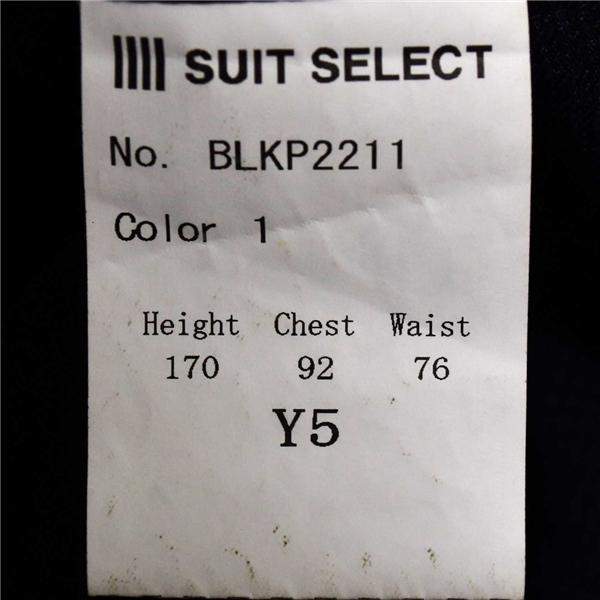 SUIT SELECT
No. BLKP2211
Color 1
Height Chest Waist
170 92 76
Y5